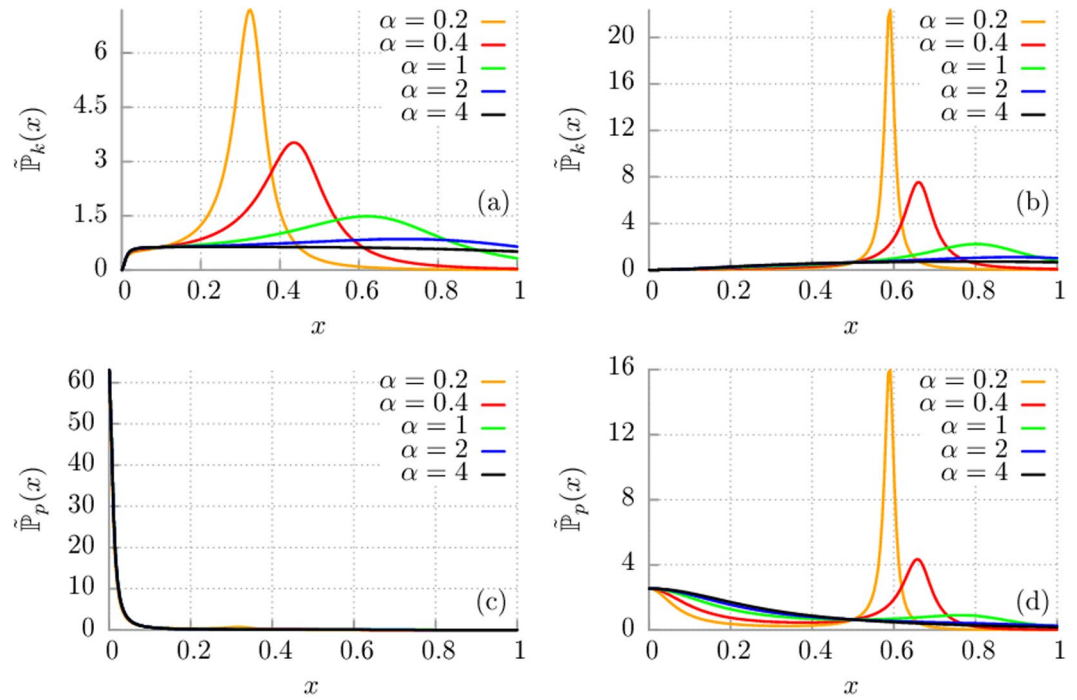 6
4.5
3
1.5
0
0 0.2 0.4 0.6 0.8 1
x
P̃ₖ(x)
α = 0.2
α = 0.4
α = 1
α = 2
α = 4
(a)
20
16
12
8
4
0
0 0.2 0.4 0.6 0.8 1
x
P̃ₖ(x)
α = 0.2
α = 0.4
α = 1
α = 2
α = 4
(b)
60
50
40
30
20
10
0
0 0.2 0.4 0.6 0.8 1
x
P̃ₚ(x)
α = 0.2
α = 0.4
α = 1
α = 2
α = 4
(c)
16
12
8
4
0
0 0.2 0.4 0.6 0.8 1
x
P̃ₚ(x)
α = 0.2
α = 0.4
α = 1
α = 2
α = 4
(d)